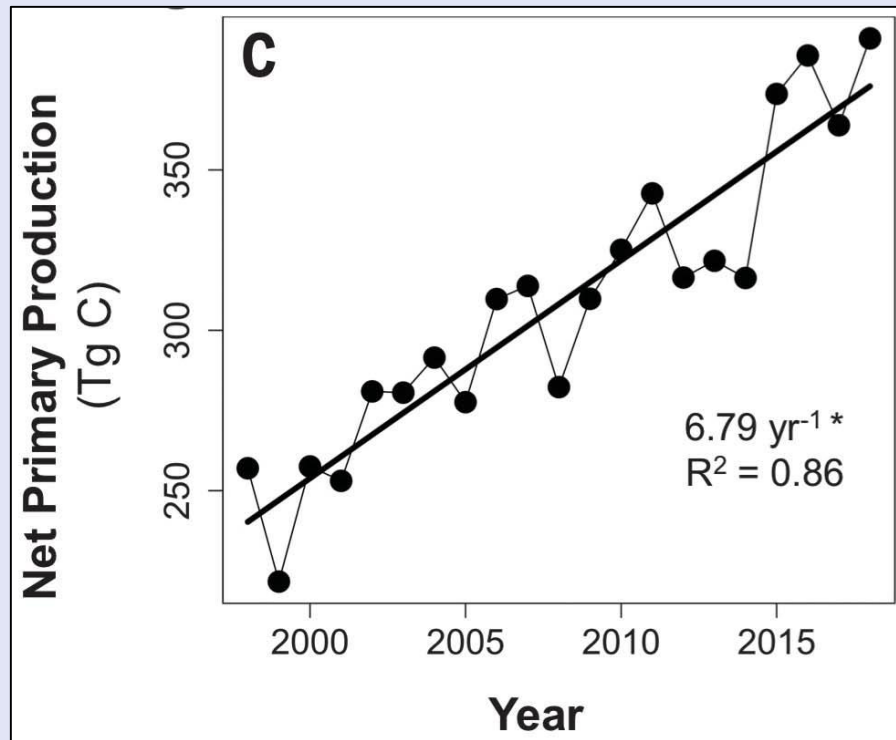 C
Net Primary Production
(Tg C)
350
300
250
6.79 yr⁻¹ *
R² = 0.86
2000 2005 2010 2015
Year